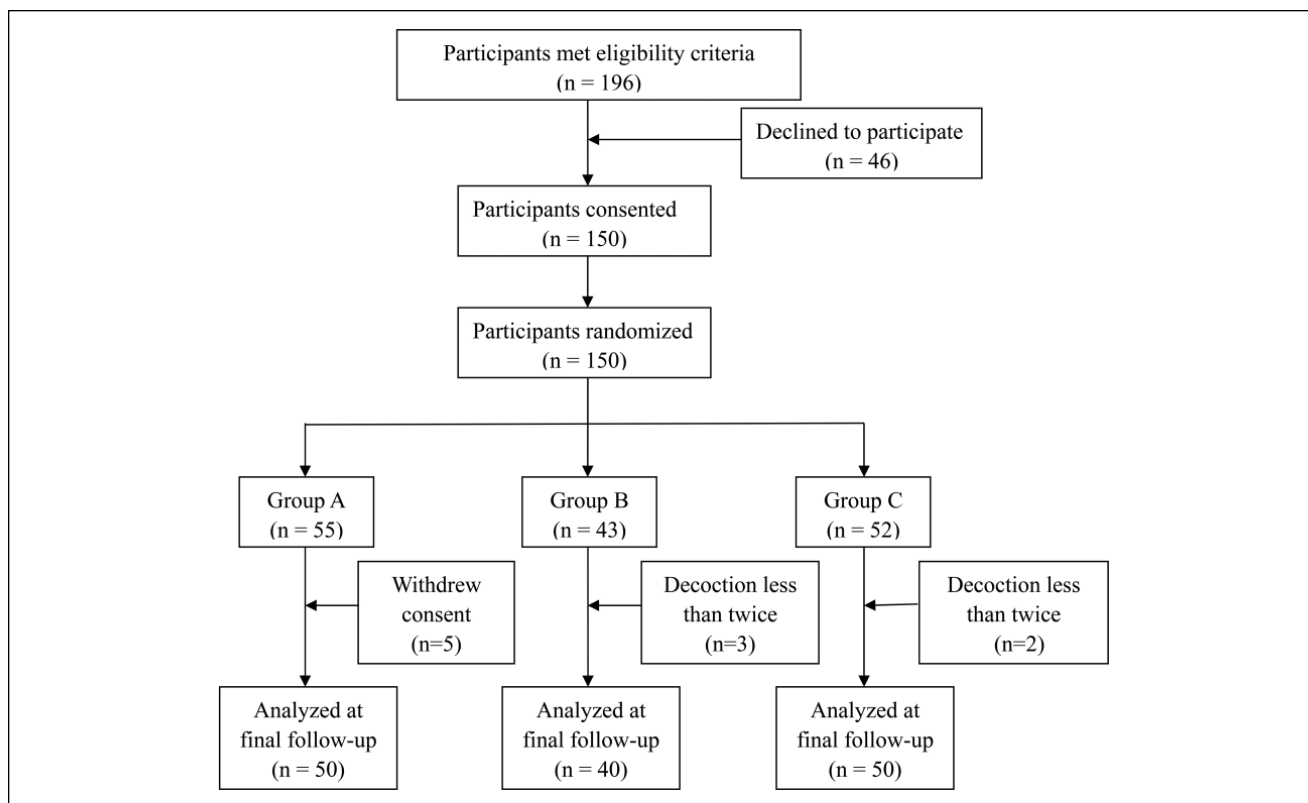 Participants met eligibility criteria
(n = 196)
Declined to participate
(n = 46)
Participants consented
(n = 150)
Participants randomized
(n = 150)
Group A
(n = 55)
Group B
(n = 43)
Group C
(n = 52)
Withdrew
consent
(n=5)
Decoction less
than twice
(n=3)
Decoction less
than twice
(n=2)
Analyzed at
final follow-up
(n = 50)
Analyzed at
final follow-up
(n = 40)
Analyzed at
final follow-up
(n = 50)